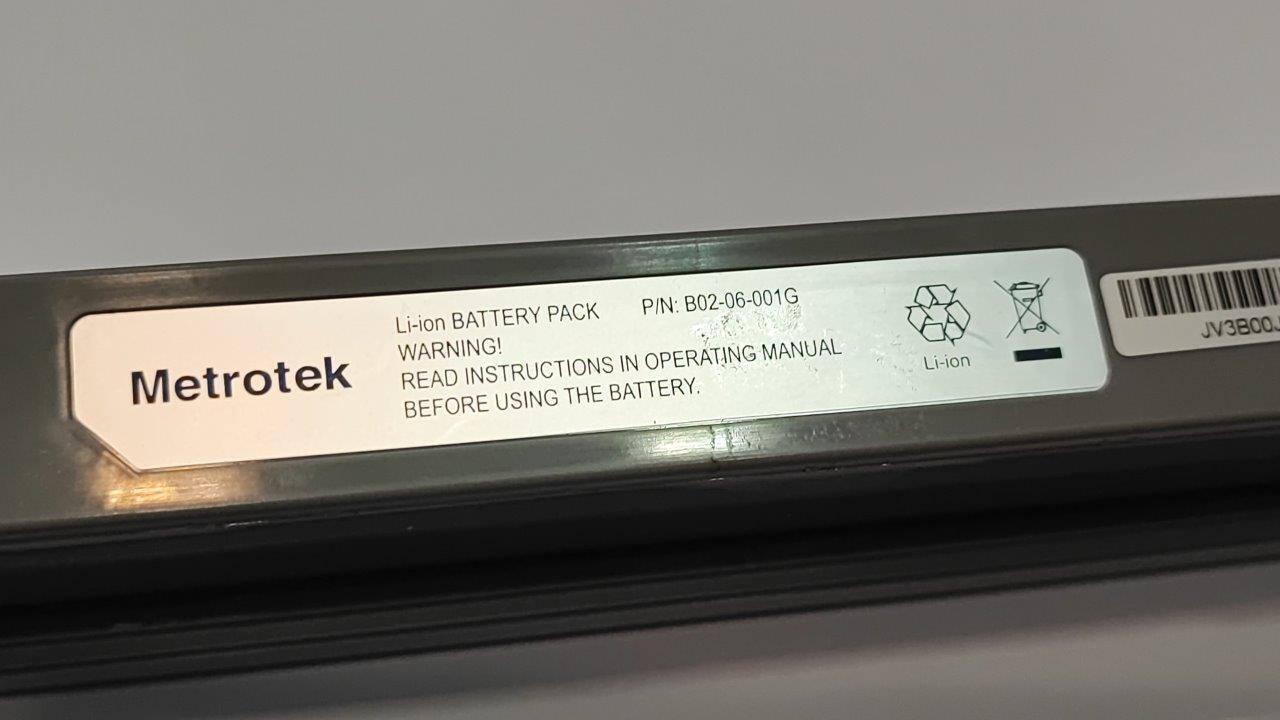 Metrotek
Li-ion BATTERY PACK P/N: B02-06-001G
WARNING!
READ INSTRUCTIONS IN OPERATING MANUAL
BEFORE USING THE BATTERY.
Li-ion
JV3B00J